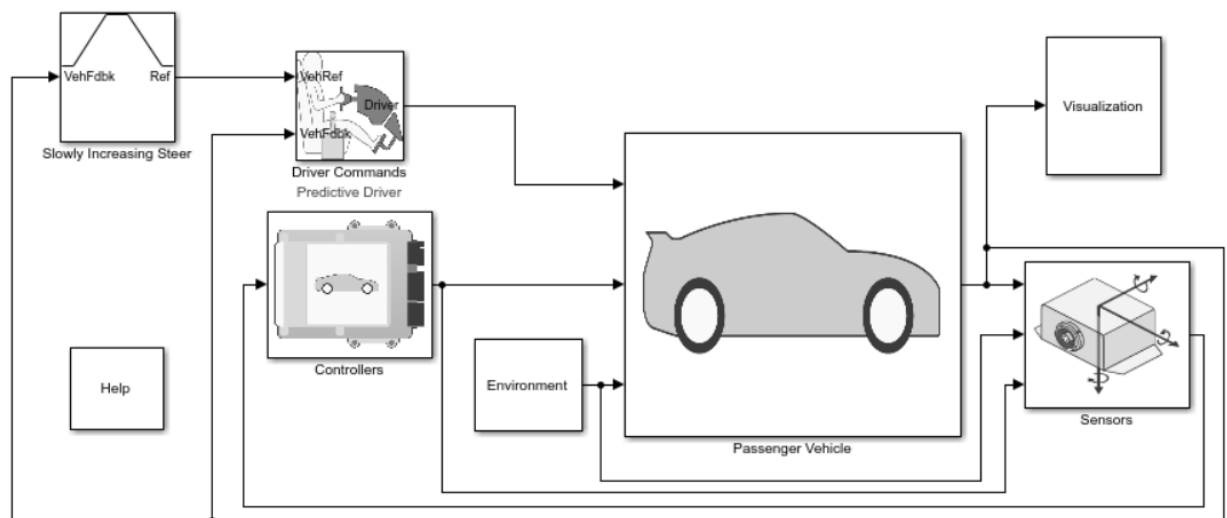 VehFdbk
Ref
Slowly Increasing Steer
VehRef
Driver
VehFdbk
Driver Commands
Predictive Driver
Visualization
Controllers
Help
Environment
Passenger Vehicle
Sensors